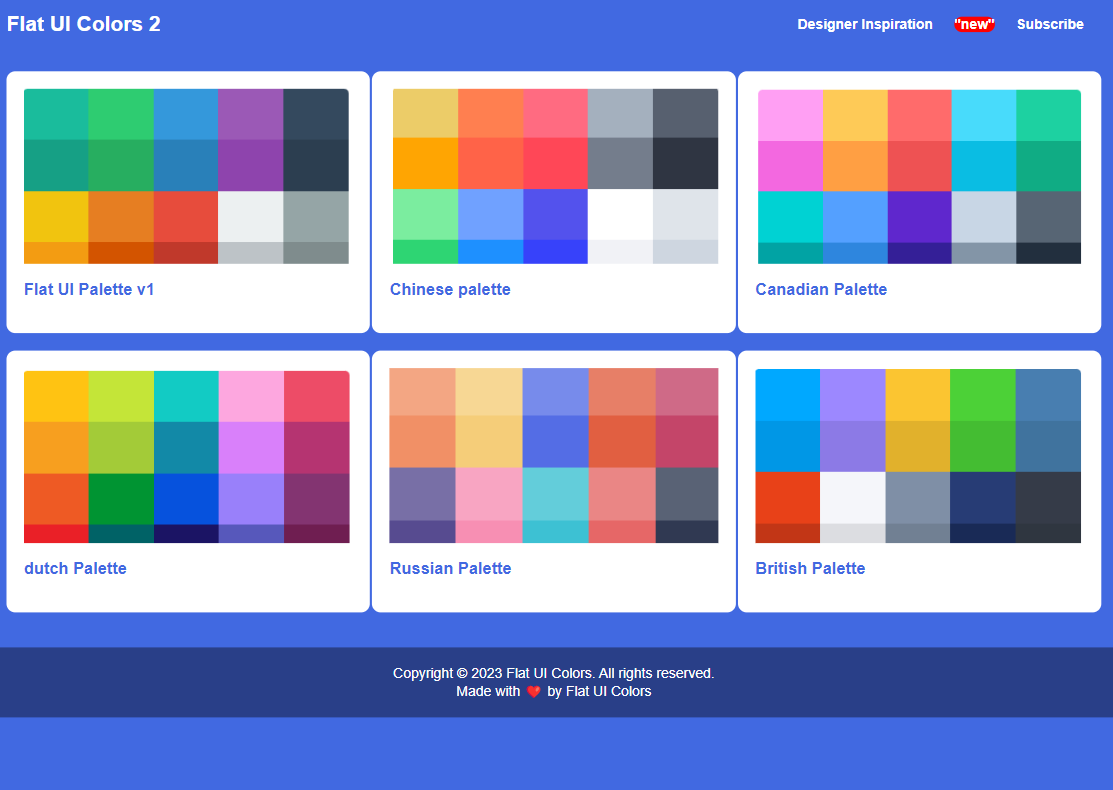 Flat UI Colors 2
Designer Inspiration "new" Subscribe
Flat UI Palette v1
Chinese palette
Canadian Palette
dutch Palette
Russian Palette
British Palette
Copyright © 2023 Flat UI Colors. All rights reserved.
Made with ❤️ by Flat UI Colors